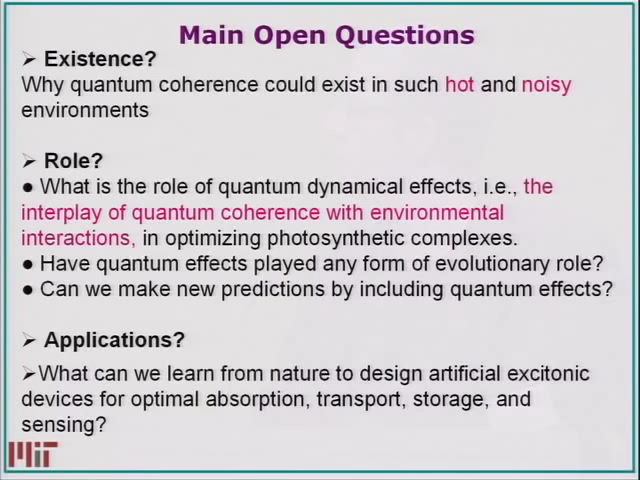 Main Open Questions
➢ Existence?
Why quantum coherence could exist in such hot and noisy
environments
➢ Role?
● What is the role of quantum dynamical effects, i.e., the
interplay of quantum coherence with environmental
interactions, in optimizing photosynthetic complexes.
● Have quantum effects played any form of evolutionary role?
● Can we make new predictions by including quantum effects?
➢ Applications?
➢What can we learn from nature to design artificial excitonic
devices for optimal absorption, transport, storage, and
sensing?
MIT